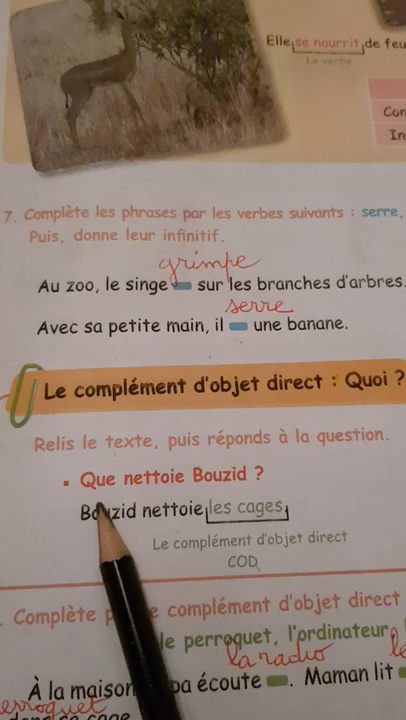 Elle se nourrit de feu
Le verbe
Con
In
7. Complète les phrases par les verbes suivants : serre,
Puis, donne leur infinitif.
grimpe
Au zoo, le singe sur les branches d'arbres.
serre
Avec sa petite main, il une banane.
Le complément d'objet direct : Quoi ?
Relis le texte, puis réponds à la question.
Que nettoie Bouzid ?
Bouzid nettoie les cages
Le complément d'objet direct
COD
Complète complément d'objet direct
le perroquet, l'ordinateur
la radio le
À la maison écoute . Maman lit
perroquet